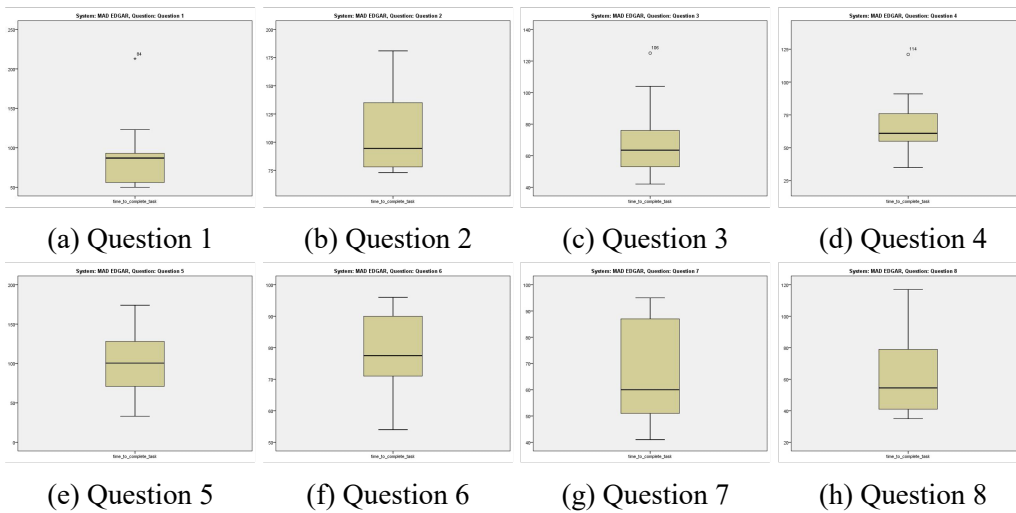 System: MAD EDGAR, Question: Question 1
250
200
150
100
50
94
time_to_complete_task
(a) Question 1
System: MAD EDGAR, Question: Question 2
200
175
150
125
100
75
time_to_complete_task
(b) Question 2
System: MAD EDGAR, Question: Question 3
140
120
100
80
60
40
106
time_to_complete_task
(c) Question 3
System: MAD EDGAR, Question: Question 4
125
100
75
50
25
114
time_to_complete_task
(d) Question 4
System: MAD EDGAR, Question: Question 5
200
150
100
50
0
time_to_complete_task
(e) Question 5
System: MAD EDGAR, Question: Question 6
100
90
80
70
60
50
time_to_complete_task
(f) Question 6
System: MAD EDGAR, Question: Question 7
100
90
80
70
60
50
40
time_to_complete_task
(g) Question 7
System: MAD EDGAR, Question: Question 8
120
100
80
60
40
20
time_to_complete_task
(h) Question 8